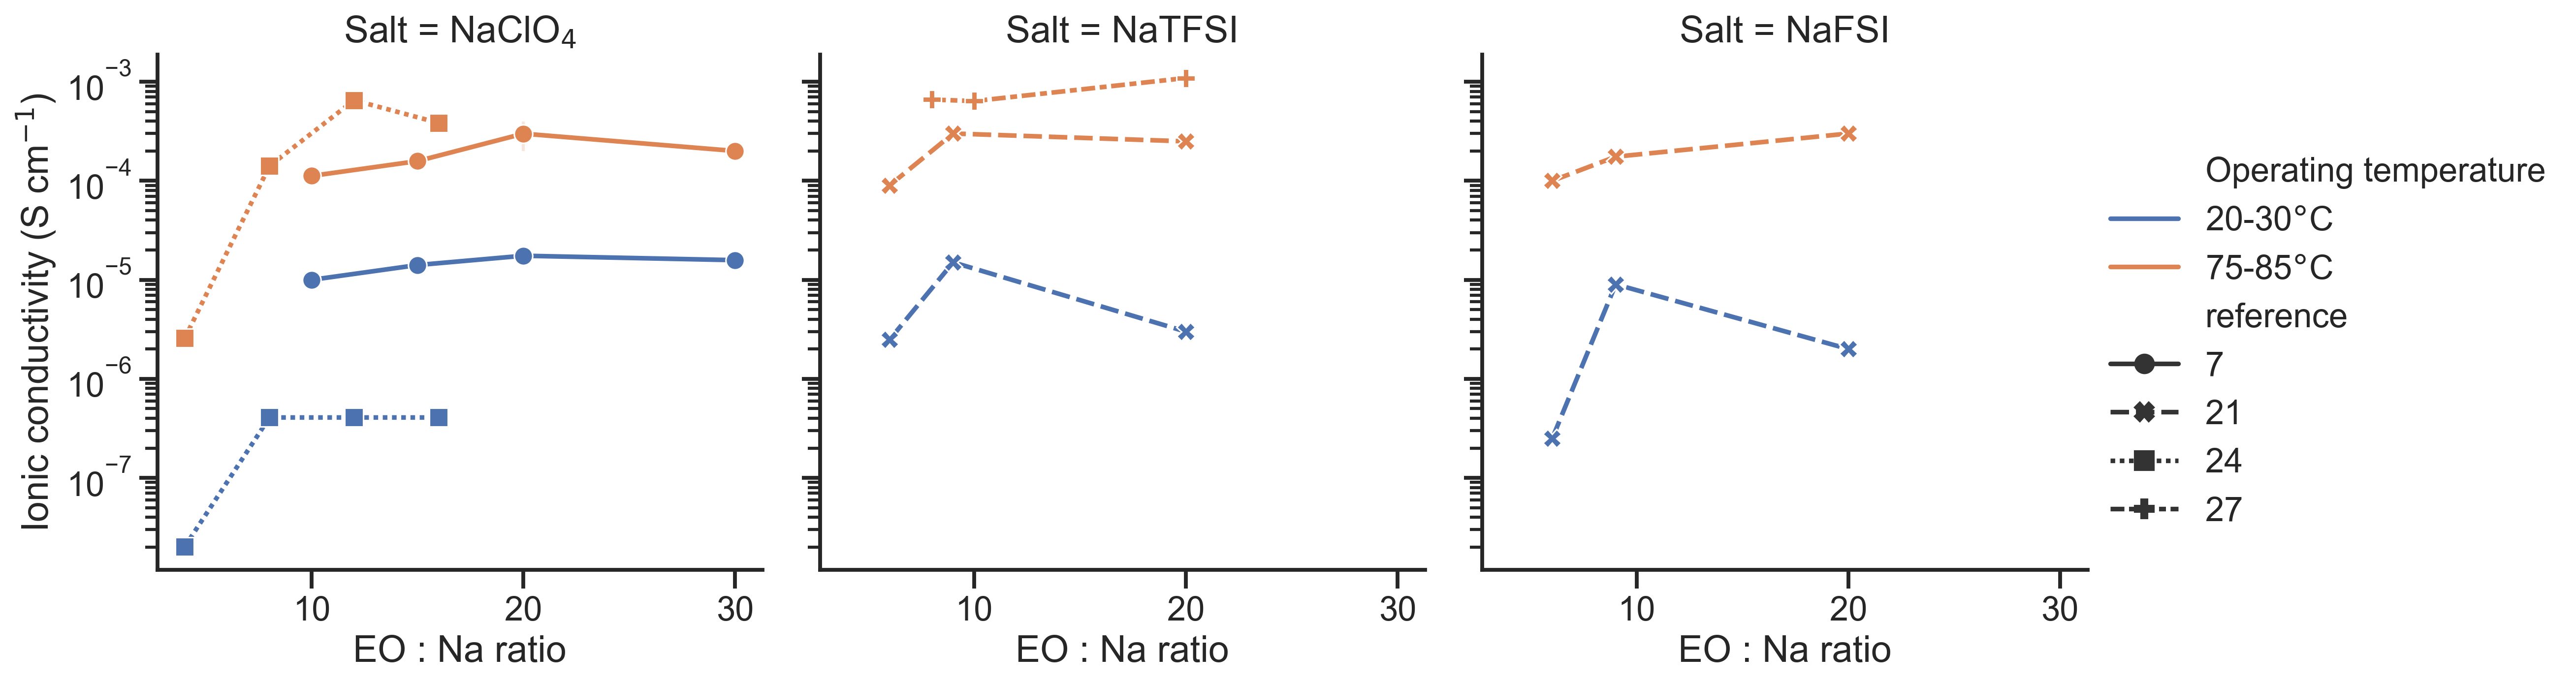 Salt = NaClO₄
Salt = NaTFSI
Salt = NaFSI
Ionic conductivity (S cm⁻¹)
10⁻³
10⁻⁴
10⁻⁵
10⁻⁶
10⁻⁷
10 20 30
EO : Na ratio
10 20 30
EO : Na ratio
10 20 30
EO : Na ratio
Operating temperature
20-30°C
75-85°C
reference
7
21
24
27